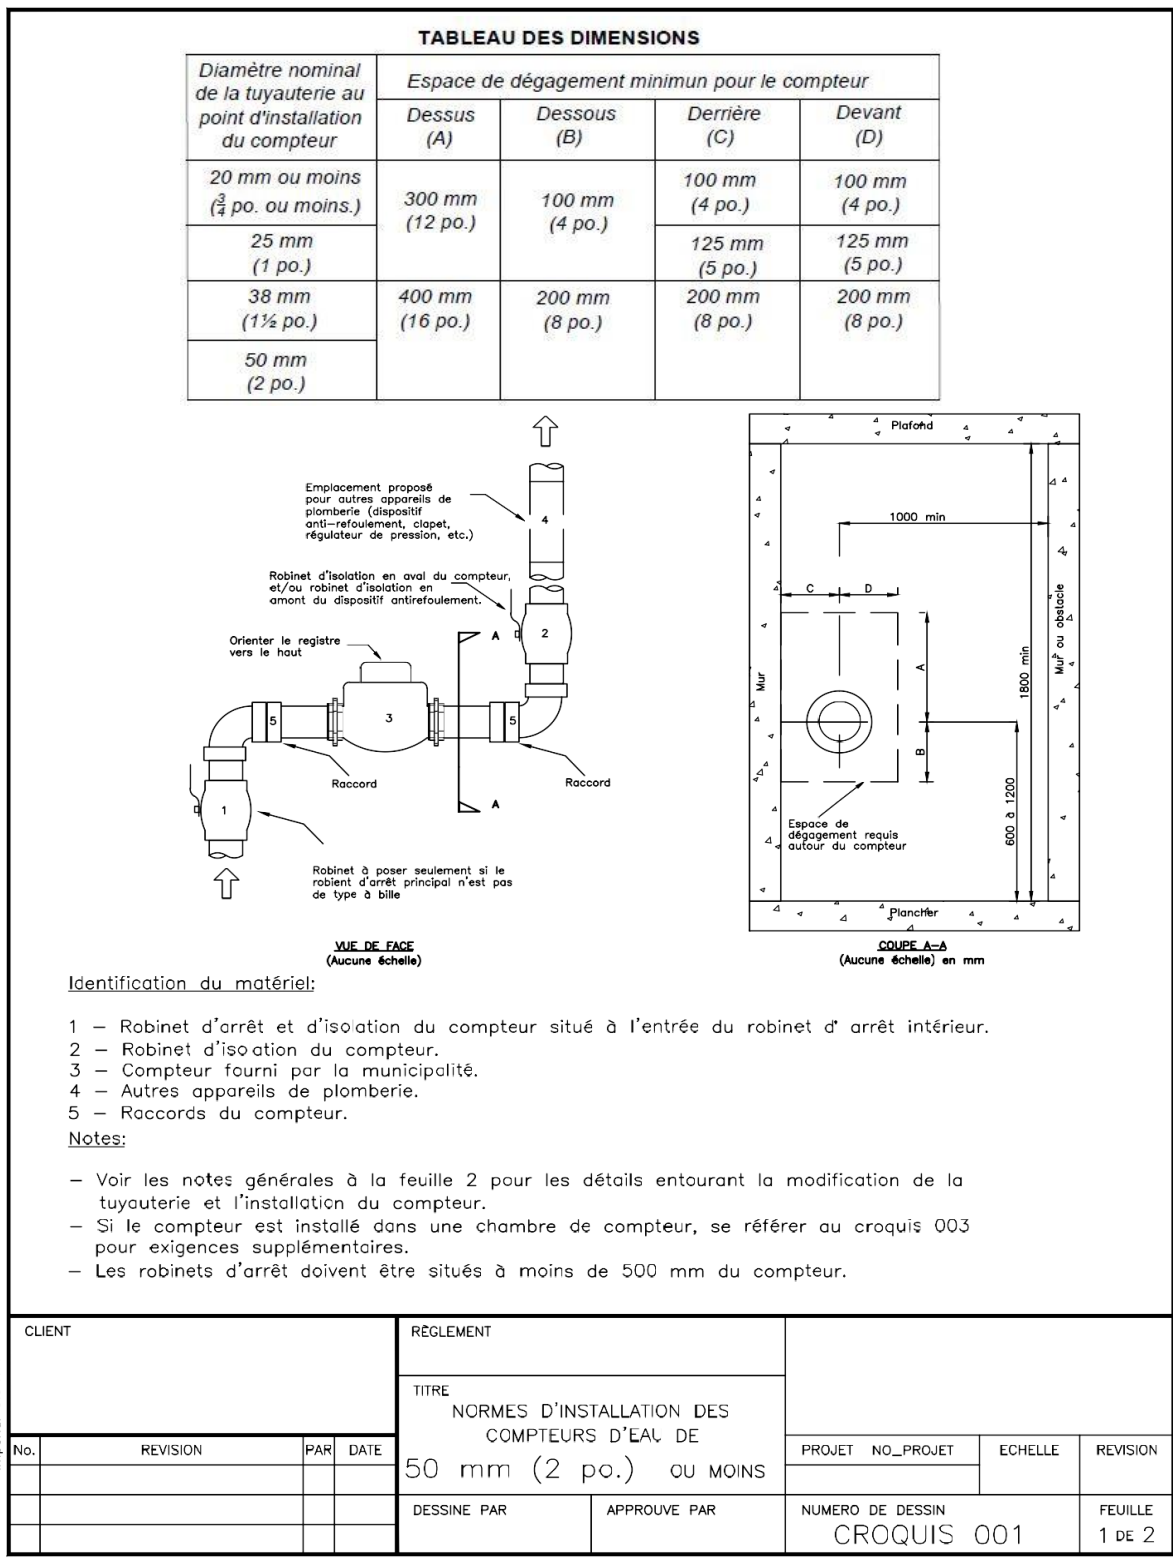 TABLEAU DES DIMENSIONS
Diamètre nominal
de la tuyauterie au
point d'installation
du compteur
Espace de dégagement minimun pour le compteur
Dessus
(A)
Dessous
(B)
Derrière
(C)
Devant
(D)
20 mm ou moins
(3/4 po. ou moins.)
300 mm
(12 po.)
100 mm
(4 po.)
100 mm
(4 po.)
100 mm
(4 po.)
25 mm
(1 po.)
125 mm
(5 po.)
125 mm
(5 po.)
38 mm
(1½ po.)
400 mm
(16 po.)
200 mm
(8 po.)
200 mm
(8 po.)
200 mm
(8 po.)
50 mm
(2 po.)
Emplacement proposé
pour autres appareils de
plomberie (dispositif
anti-refoulement, clapet,
régulateur de pression, etc.)
4
Robinet d'isolation en aval du compteur,
et/ou robinet d'isolation en
amont du dispositif antirefoulement.
Orienter le registre
vers le haut
A
2
5
3
5
Raccord
Raccord
A
1
Robinet à poser seulement si le
robient d'arrêt principal n'est pas
de type à bille
VUE DE FACE
(Aucune échelle)
Plafond
1000 min
C
D
A
B
Mur
Mur ou obstacle
1800 min
600 à 1200
Espace de
dégagement requis
autour du compteur
Plancher
COUPE A-A
(Aucune échelle) en mm
Identification du matériel:
1 – Robinet d'arrêt et d'isolation du compteur situé à l'entrée du robinet d' arrêt intérieur.
2 – Robinet d'isolation du compteur.
3 – Compteur fourni par la municipalité.
4 – Autres appareils de plomberie.
5 – Raccords du compteur.
Notes:
– Voir les notes générales à la feuille 2 pour les détails entourant la modification de la
tuyauterie et l'installation du compteur.
– Si le compteur est installé dans une chambre de compteur, se référer au croquis 003
pour exigences supplémentaires.
– Les robinets d'arrêt doivent être situés à moins de 500 mm du compteur.
CLIENT
RÈGLEMENT
TITRE
NORMES D'INSTALLATION DES
COMPTEURS D'EAU DE
50 mm (2 po.) OU MOINS
No.
REVISION
PAR
DATE
PROJET NO_PROJET
ECHELLE
REVISION
DESSINE PAR
APPROUVE PAR
NUMERO DE DESSIN
CROQUIS 001
FEUILLE
1 DE 2